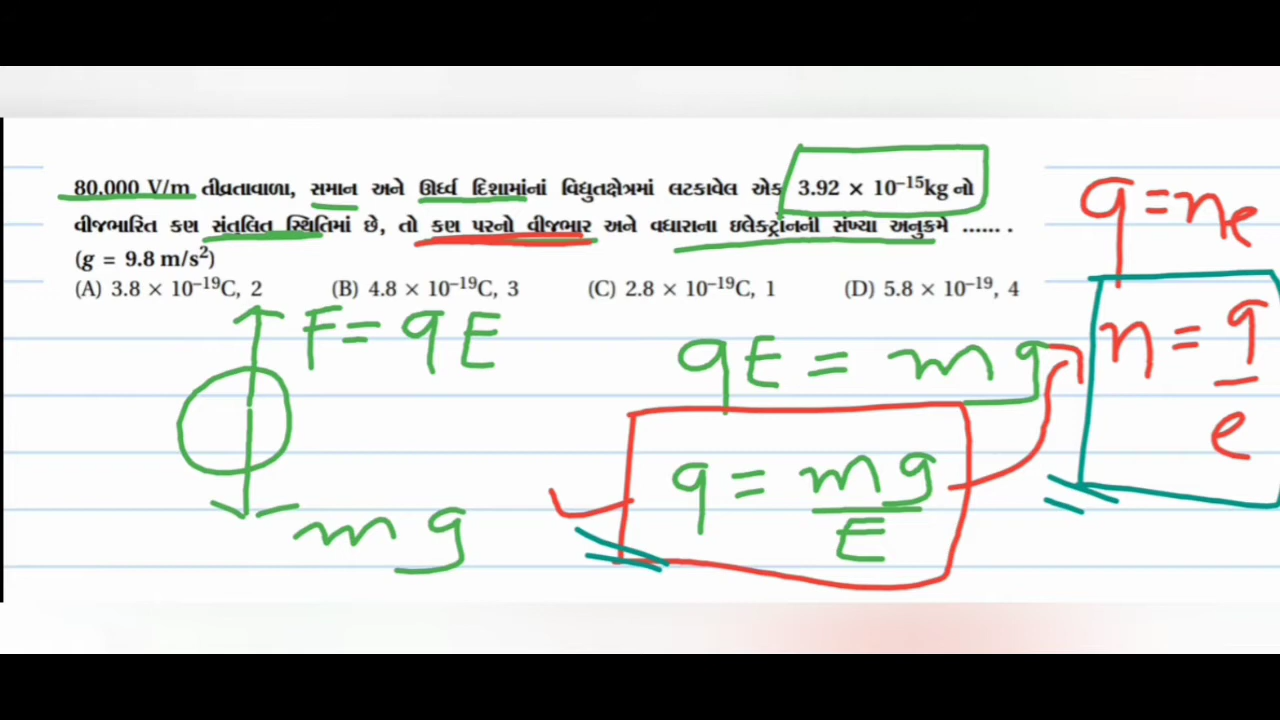 80.000 V/m તીવ્રતાવાળા, સમાન અને ઊર્ધ્વ દિશામાંનાં વિદ્યુતક્ષેત્રમાં લટકાવેલ એક 3.92 × 10⁻¹⁵kg નો
વીજભારિત કણ સંતુલિત સ્થિતિમાં છે, તો કણ પરનો વીજભાર અને વધારાના ઇલેક્ટ્રૉનની સંખ્યા અનુક્રમે ...... .
(g = 9.8 m/s²)
(A) 3.8 × 10⁻¹⁹C, 2 (B) 4.8 × 10⁻¹⁹C, 3 (C) 2.8 × 10⁻¹⁹C, 1 (D) 5.8 × 10⁻¹⁹, 4
q = ne
F = qE
qE = mg
n = q/e
q = mg/E
mg